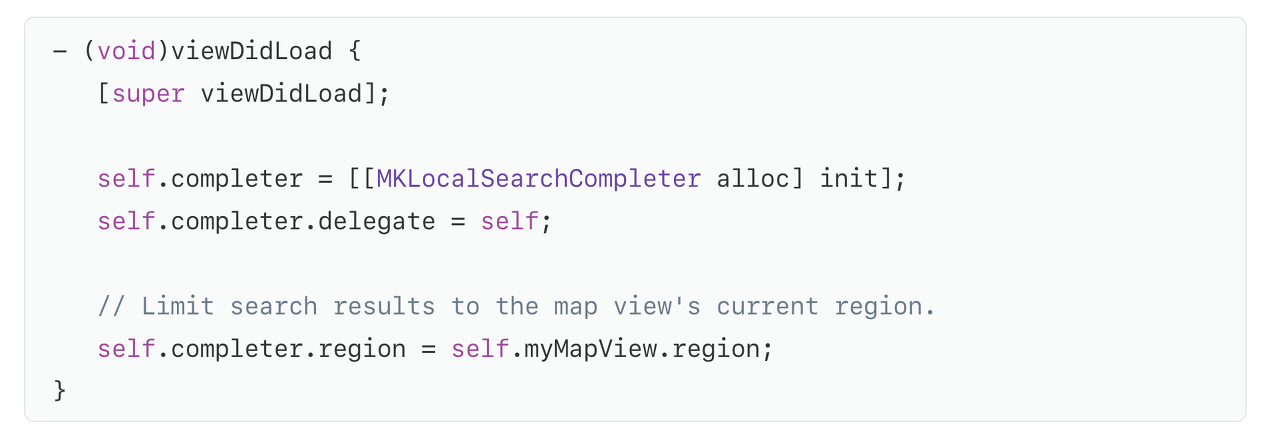 – (void)viewDidLoad {
   [super viewDidLoad];

   self.completer = [[MKLocalSearchCompleter alloc] init];
   self.completer.delegate = self;

   // Limit search results to the map view's current region.
   self.completer.region = self.myMapView.region;
}